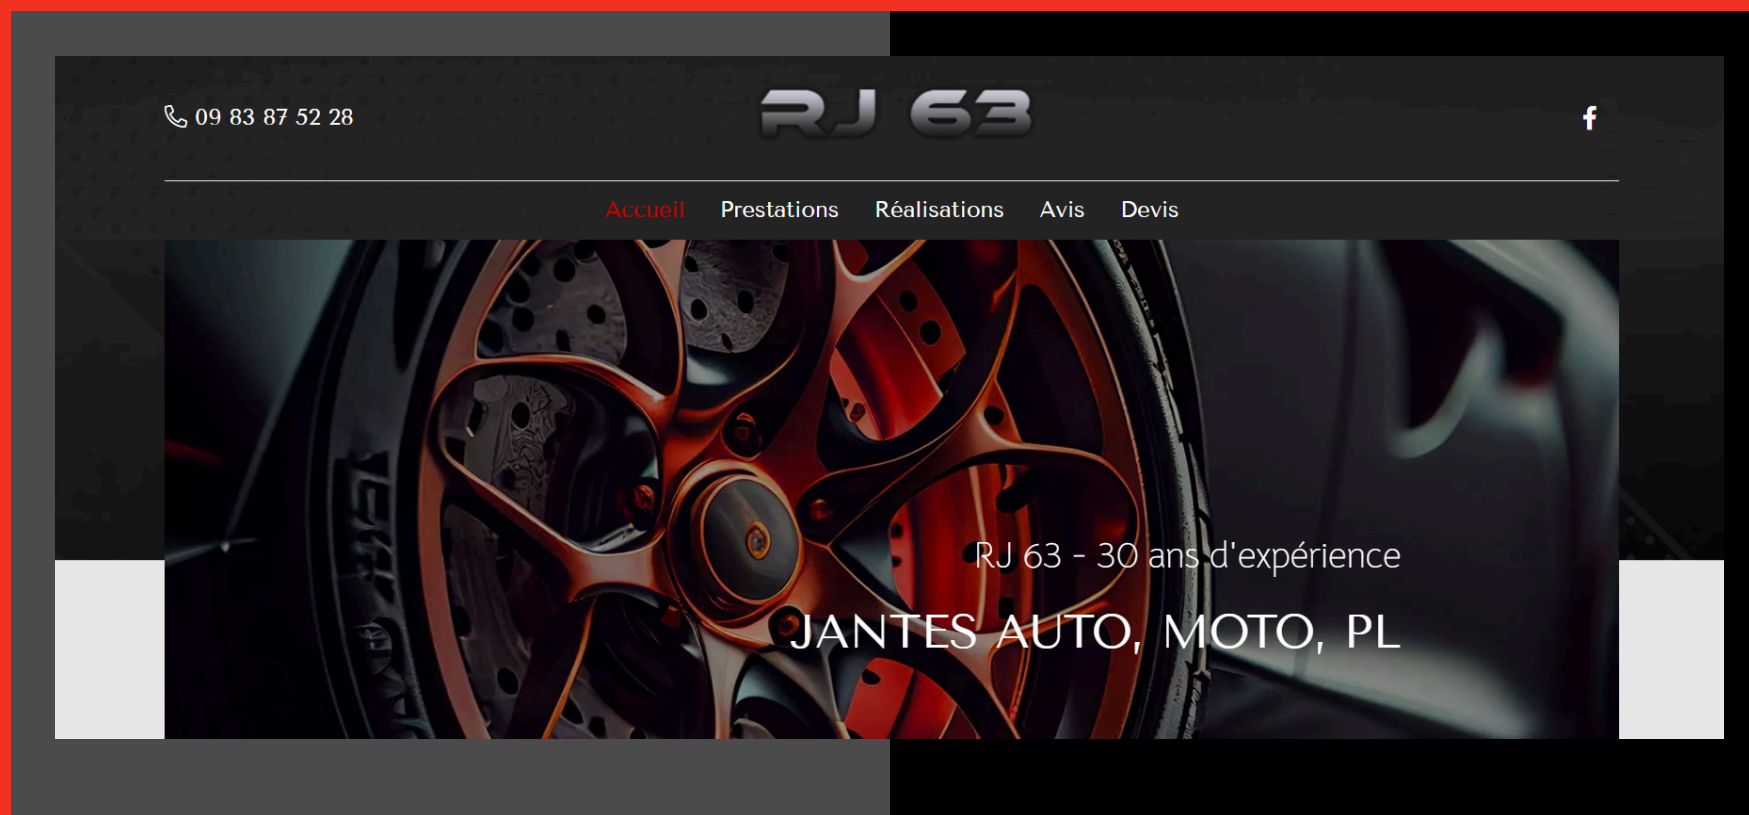 09 83 87 52 28
RJ 63
Accueil Prestations Réalisations Avis Devis
RJ 63 - 30 ans d'expérience
JANTES AUTO, MOTO, PL